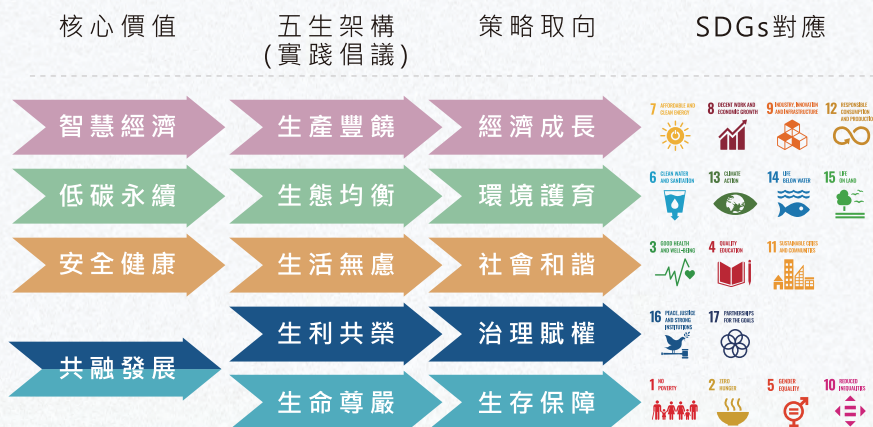 核心價值
五生架構
(實踐倡議)
策略取向
SDGs對應
智慧經濟
生產豐饒
經濟成長
7 AFFORDABLE AND
CLEAN ENERGY
8 DECENT WORK AND
ECONOMIC GROWTH
9 INDUSTRY, INNOVATION
AND INFRASTRUCTURE
12 RESPONSIBLE
CONSUMPTION
AND PRODUCTION
低碳永續
生態均衡
環境護育
6 CLEAN WATER
AND SANITATION
13 CLIMATE
ACTION
14 LIFE
BELOW WATER
15 LIFE
ON LAND
安全健康
生活無慮
社會和諧
3 GOOD HEALTH
AND WELL-BEING
4 QUALITY
EDUCATION
11 SUSTAINABLE CITIES
AND COMMUNITIES
共融發展
生利共榮
治理賦權
16 PEACE, JUSTICE
AND STRONG
INSTITUTIONS
17 PARTNERSHIPS
FOR THE GOALS
生命尊嚴
生存保障
1 NO
POVERTY
2 ZERO
HUNGER
5 GENDER
EQUALITY
10 REDUCED
INEQUALITIES